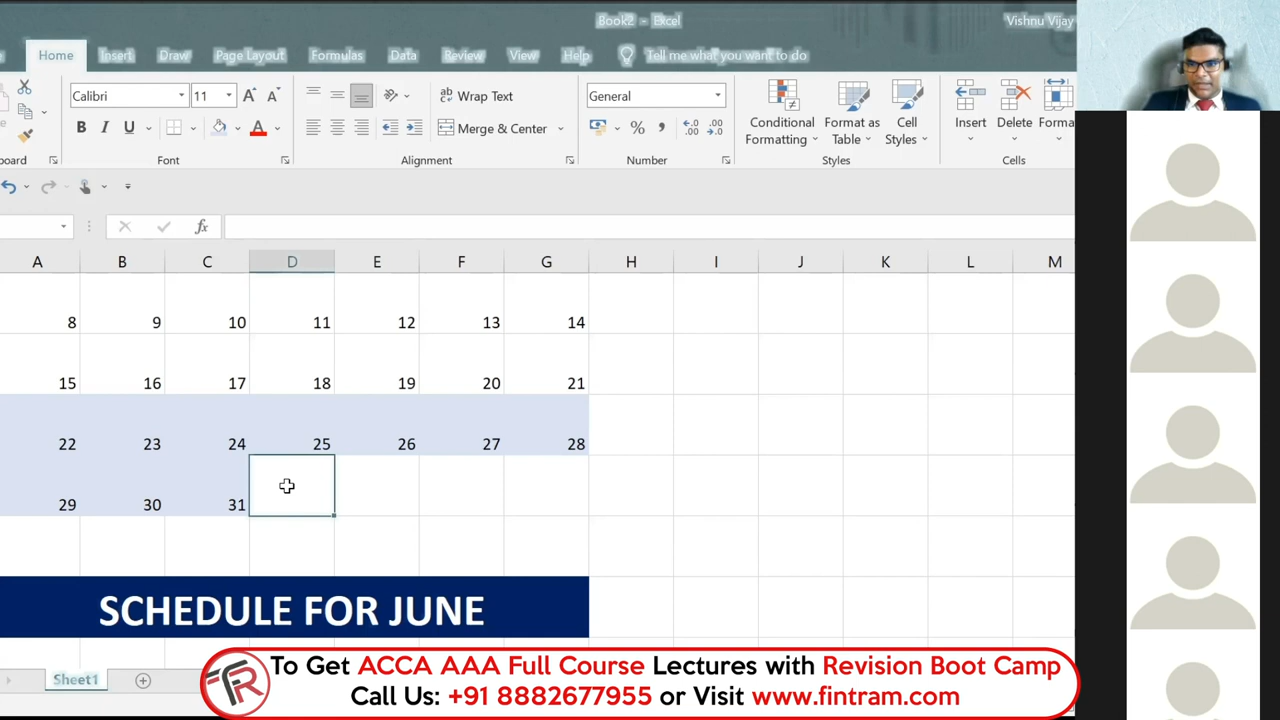 Book2 - Excel
Vishnu Vijay
Home Insert Draw Page Layout Formulas Data Review View Help Tell me what you want to do
Calibri 11 A A ab Wrap Text General
B I U A Merge & Center % , Conditional Formatting Format as Table Cell Styles Insert Delete
Font Alignment Number Styles Cells
fx
A B C D E F G H I J K L M
8 9 10 11 12 13 14
15 16 17 18 19 20 21
22 23 24 25 26 27 28
29 30 31
SCHEDULE FOR JUNE
Sheet1
FR
To Get ACCA AAA Full Course Lectures with Revision Boot Camp
Call Us: +91 8882677955 or Visit www.fintram.com